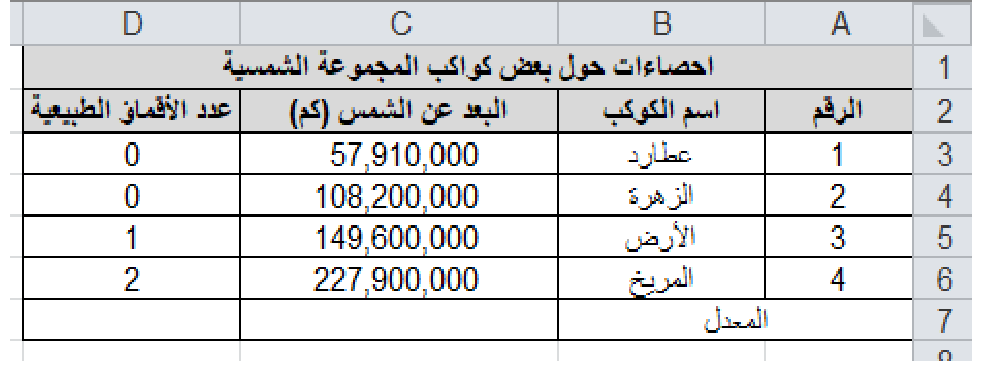 A B C D
1 احصاءات حول بعض كواكب المجموعة الشمسية
2 الرقم اسم الكوكب البعد عن الشمس (كم) عدد الأقمار الطبيعية
3 1 عطارد 57,910,000 0
4 2 الزهرة 108,200,000 0
5 3 الأرض 149,600,000 1
6 4 المريخ 227,900,000 2
7 المعدل